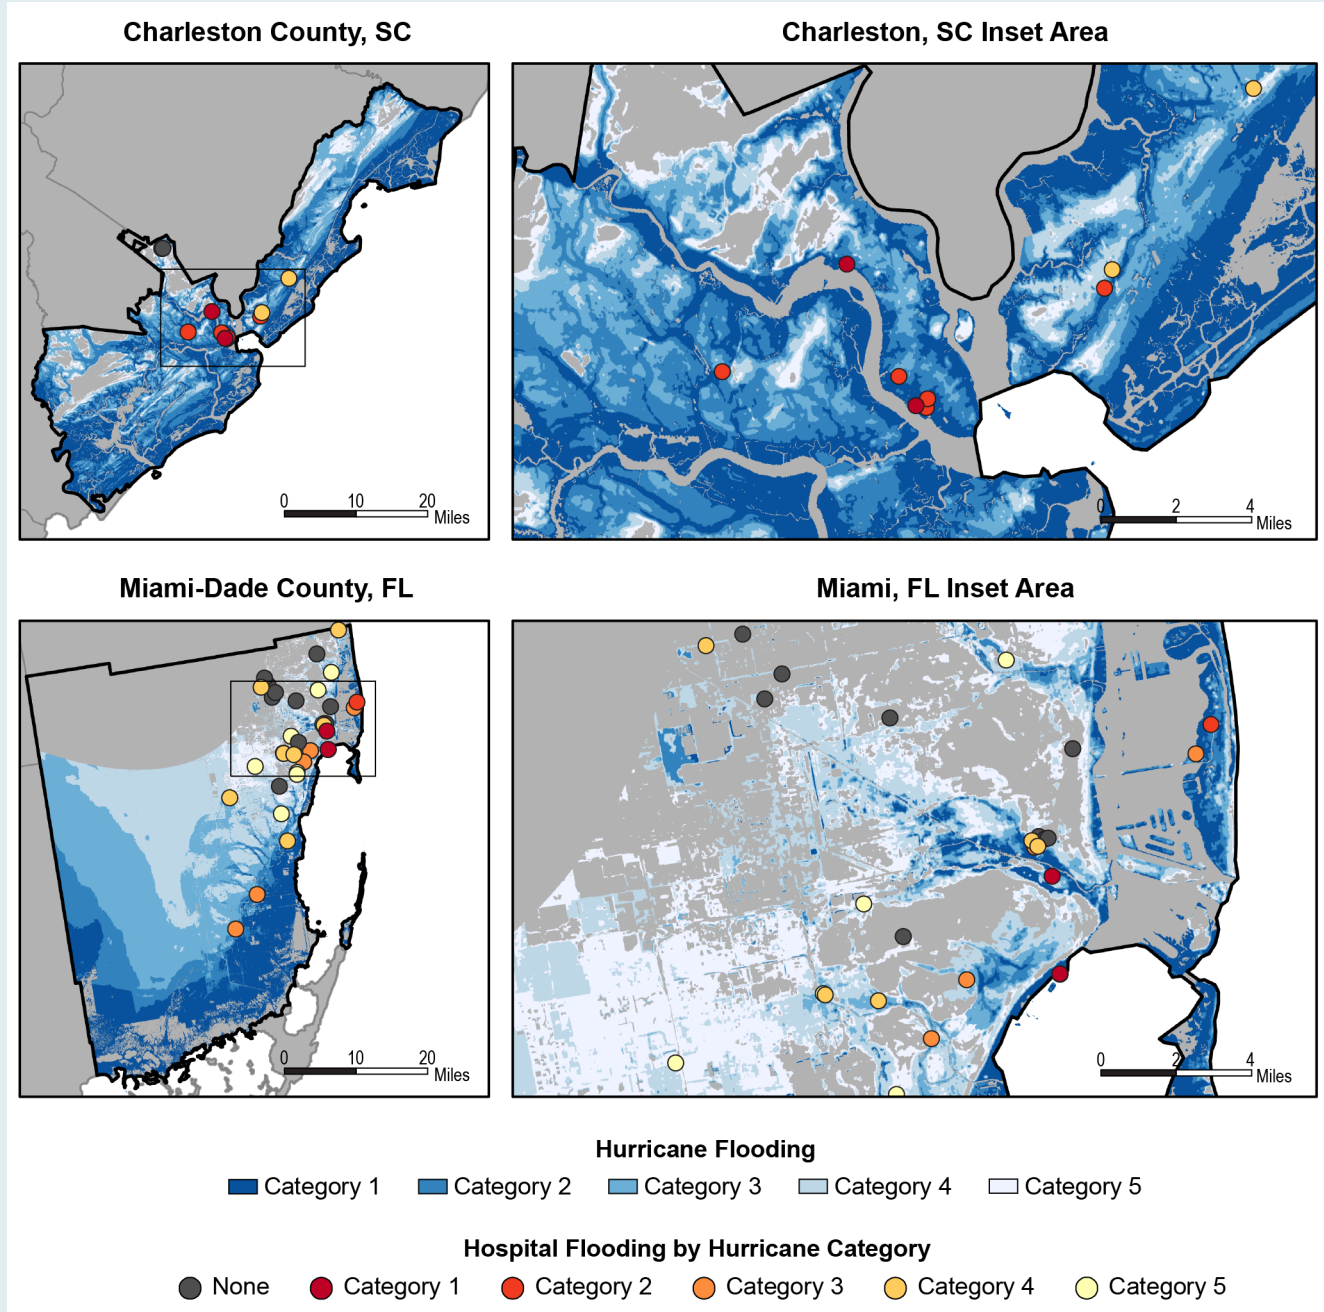 Charleston County, SC
Charleston, SC Inset Area
0 10 20 Miles
0 2 4 Miles
Miami-Dade County, FL
Miami, FL Inset Area
0 10 20 Miles
0 2 4 Miles
Hurricane Flooding
Category 1 Category 2 Category 3 Category 4 Category 5
Hospital Flooding by Hurricane Category
None Category 1 Category 2 Category 3 Category 4 Category 5